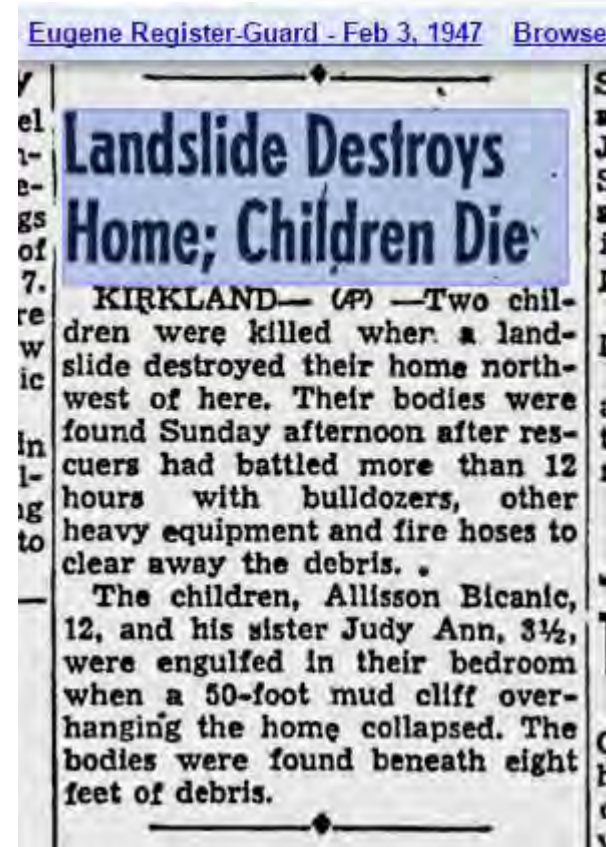 Eugene Register-Guard - Feb 3, 1947 Browse
Landslide Destroys
Home; Children Die
KIRKLAND— (AP) —Two chil-
dren were killed when a land-
slide destroyed their home north-
west of here. Their bodies were
found Sunday afternoon after res-
cuers had battled more than 12
hours with bulldozers, other
heavy equipment and fire hoses to
clear away the debris.
The children, Allisson Bicanic,
12, and his sister Judy Ann, 3½,
were engulfed in their bedroom
when a 50-foot mud cliff over-
hanging the home collapsed. The
bodies were found beneath eight
feet of debris.